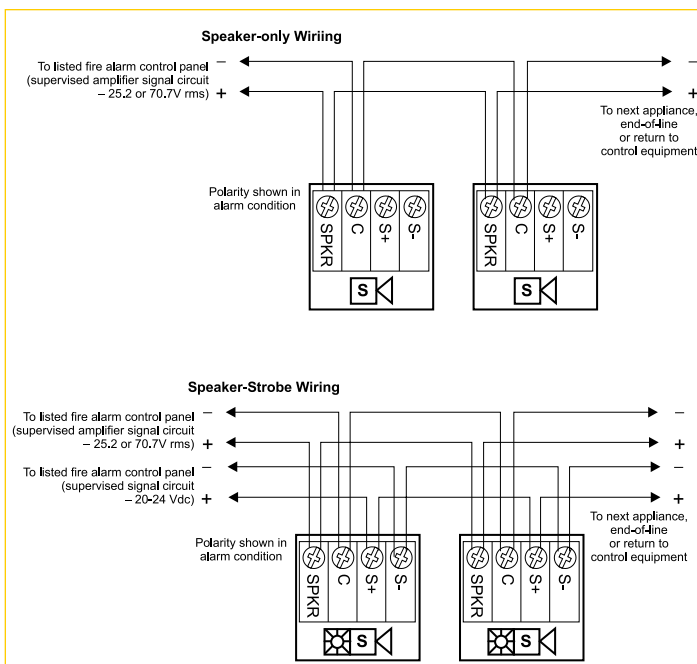 Speaker-only Wiriing
To listed fire alarm control panel
(supervised amplifier signal circuit
– 25.2 or 70.7V rms)
–
+
–
+
To next appliance,
end-of-line
or return to
control equipment
Polarity shown in
alarm condition
SPKR
C
S+
S-
S
SPKR
C
S+
S-
S
Speaker-Strobe Wiring
To listed fire alarm control panel
(supervised amplifier signal circuit
– 25.2 or 70.7V rms)
–
+
To listed fire alarm control panel
(supervised signal circuit
– 20-24 Vdc)
–
+
–
+
–
+
To next appliance,
end-of-line
or return to
control equipment
Polarity shown in
alarm condition
SPKR
C
S+
S-
S
SPKR
C
S+
S-
S